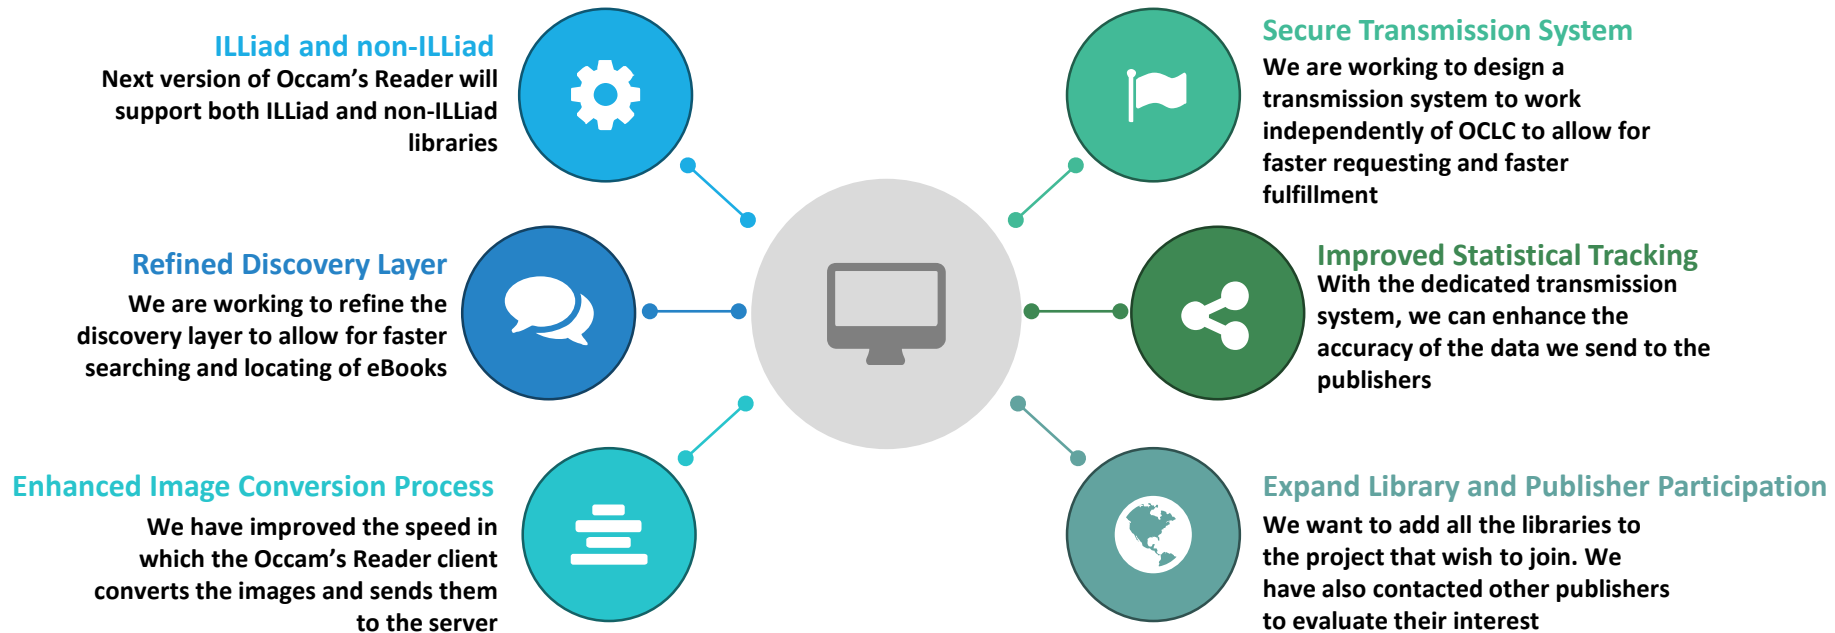 ILLiad and non-ILLiad
Next version of Occam's Reader will
support both ILLiad and non-ILLiad
libraries
Refined Discovery Layer
We are working to refine the
discovery layer to allow for faster
searching and locating of eBooks
Enhanced Image Conversion Process
We have improved the speed in
which the Occam's Reader client
converts the images and sends them
to the server
Secure Transmission System
We are working to design a
transmission system to work
independently of OCLC to allow for
faster requesting and faster
fulfillment
Improved Statistical Tracking
With the dedicated transmission
system, we can enhance the
accuracy of the data we send to the
publishers
Expand Library and Publisher Participation
We want to add all the libraries to
the project that wish to join. We
have also contacted other publishers
to evaluate their interest